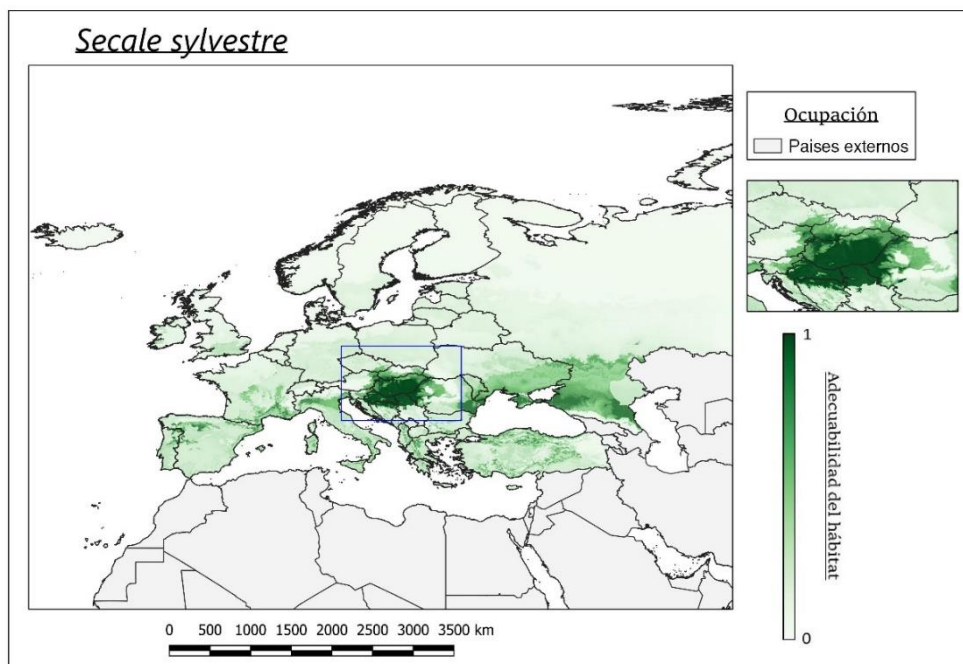 Secale sylvestre
Ocupación
Paises externos
1
Adecuabilidad del hábitat
0
0 500 1000 1500 2000 2500 3000 3500 km